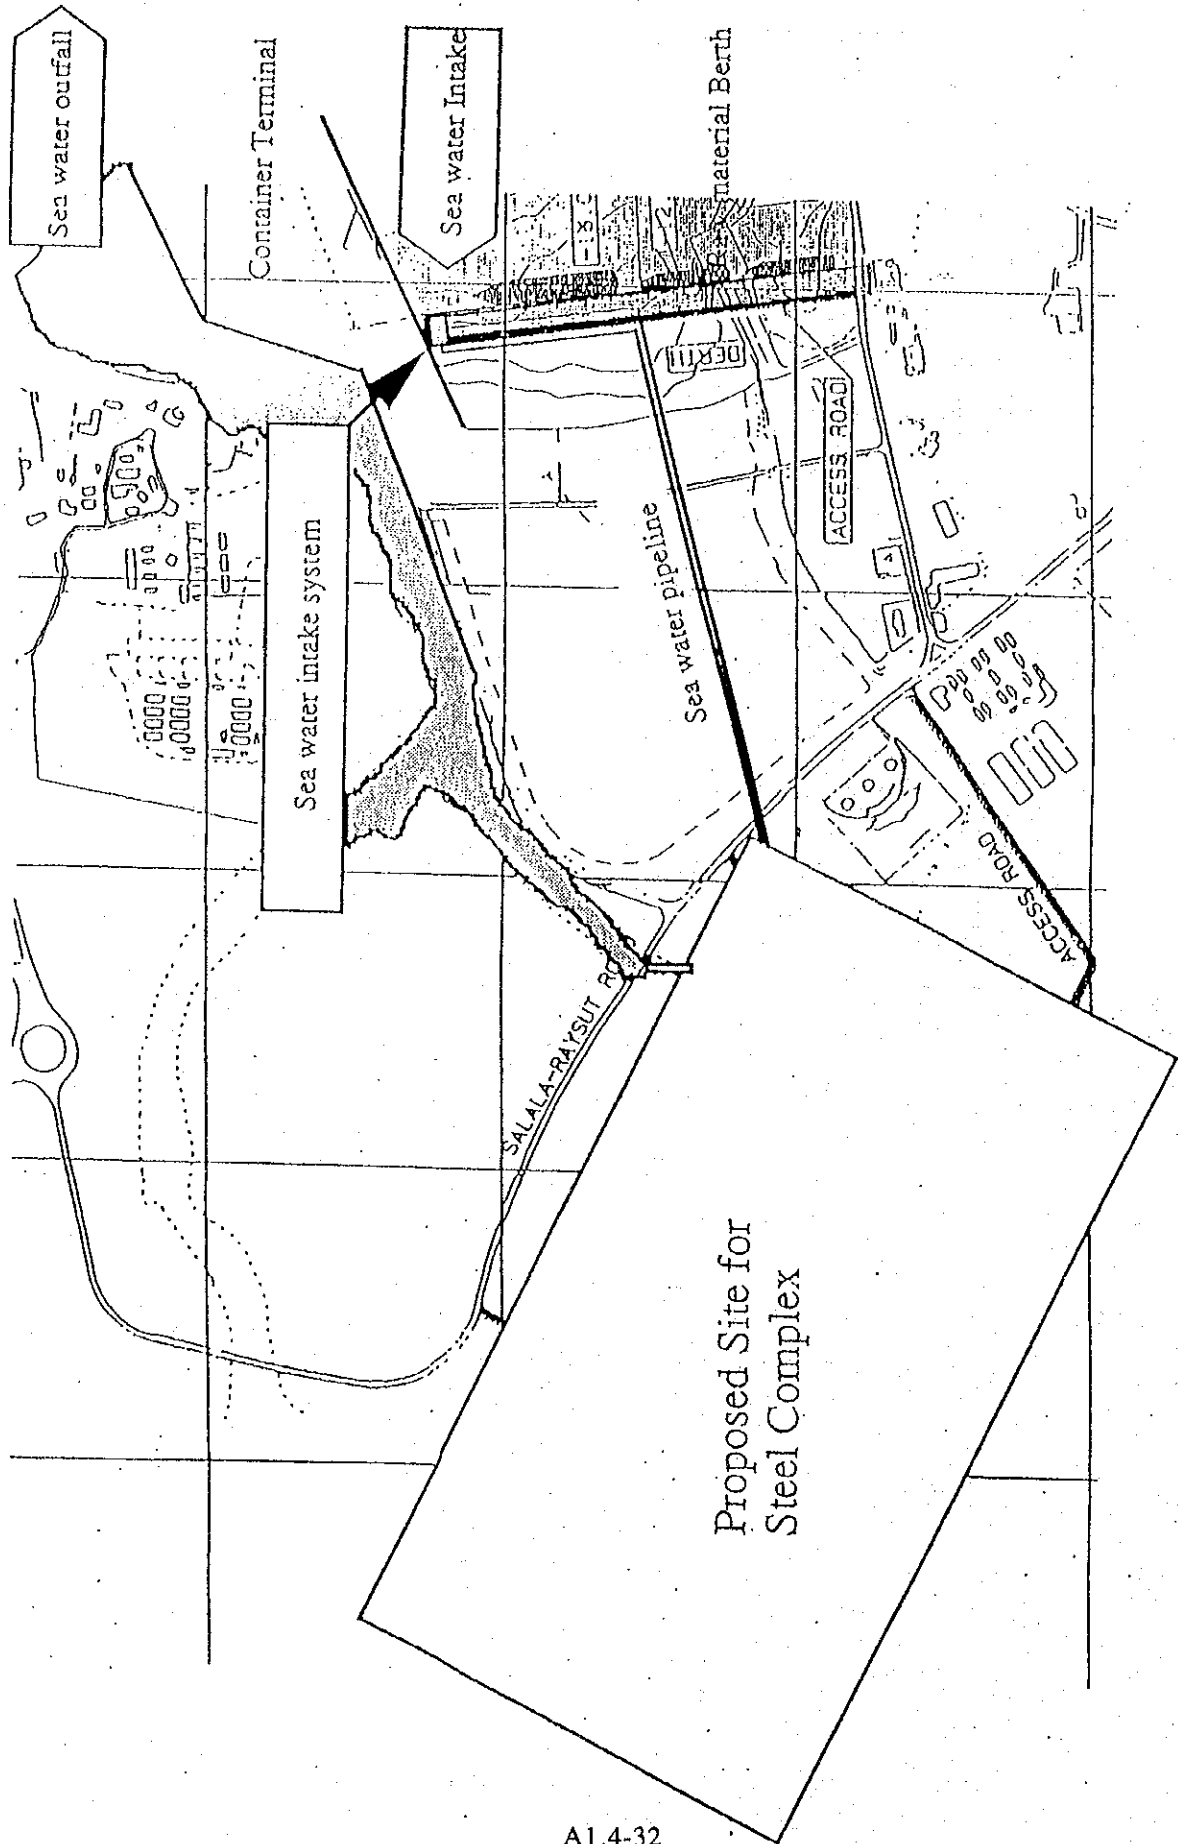 Sea water outfall
Container Terminal
Sea water Intake
material Berth
Sea water intake system
Sea water pipeline
ACCESS ROAD
SALALA-RAYSUT
ACCESS ROAD
Proposed Site for
Steel Complex
A1.4-32